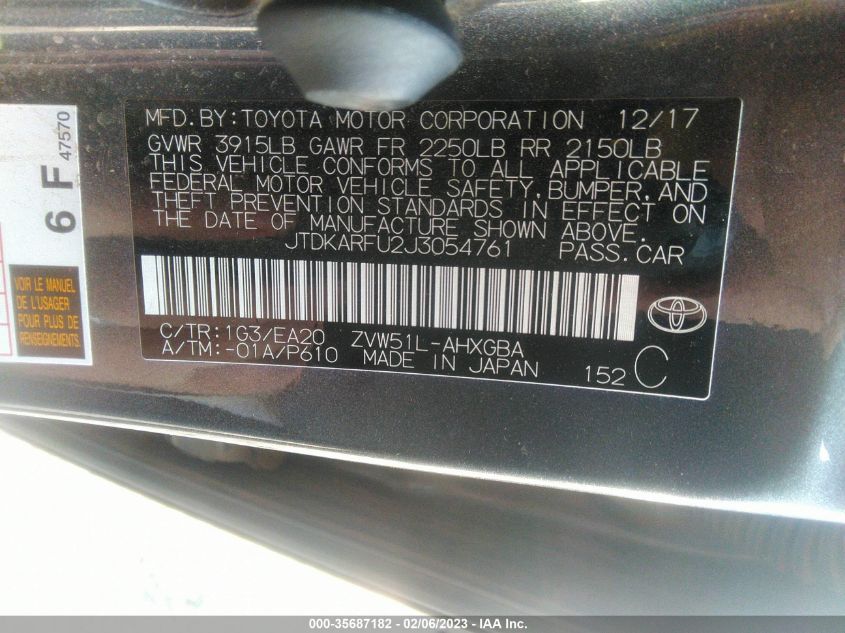 MFD. BY: TOYOTA MOTOR CORPORATION 12/17
GVWR 3915LB GAWR FR 2250LB RR 2150LB
THIS VEHICLE CONFORMS TO ALL APPLICABLE
FEDERAL MOTOR VEHICLE SAFETY, BUMPER, AND
THEFT PREVENTION STANDARDS IN EFFECT ON
THE DATE OF MANUFACTURE SHOWN ABOVE.
JTDKARFU2J3054761 PASS. CAR
C/TR: 1G3/EA20 ZVW51L-AHXGBA
A/TM: -01A/P610 MADE IN JAPAN 152 C
6 F
47570
VOIR LE MANUEL
DE L'USAGER
POUR PLUS DE
RENSEIGNEMENTS
000-35687182 - 02/06/2023 - IAA Inc.